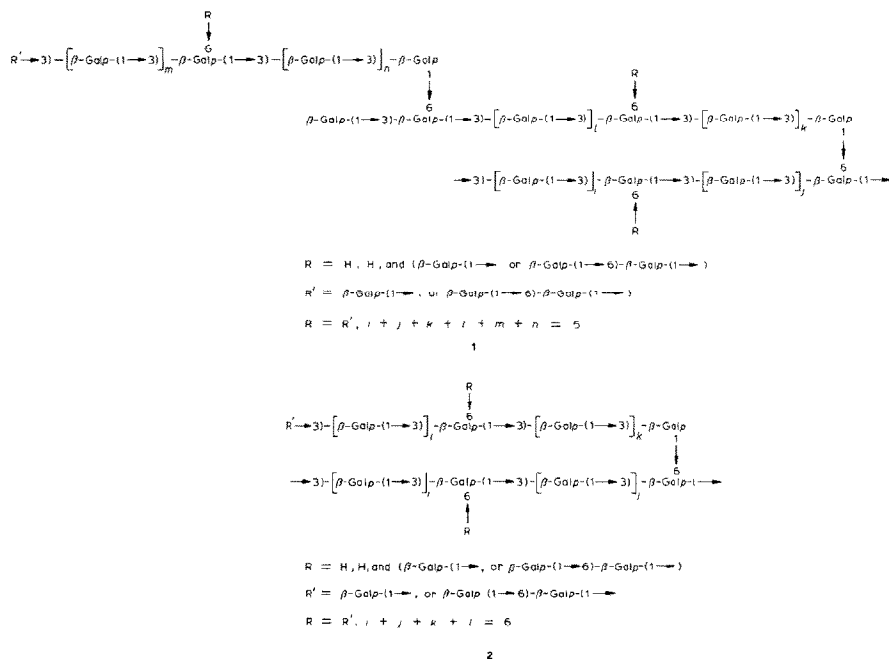 R
6
R' → 3)-[β-Galp-(1→3)]m-β-Galp-(1→3)-[β-Galp-(1→3)]n-β-Galp
1
R
6
6
β-Galp-(1→3)-β-Galp-(1→3)-[β-Galp-(1→3)]l-β-Galp-(1→3)-[β-Galp-(1→3)]k-β-Galp
1
6
→3)-[β-Galp-(1→3)]i-β-Galp-(1→3)-[β-Galp-(1→3)]j-β-Galp-(1→
6
R
R = H, H, and (β-Galp-(1→ or β-Galp-(1→6)-β-Galp-(1→)
R' = β-Galp-(1→, or β-Galp-(1→6)-β-Galp-(1→)
R = R', i + j + k + l + m + n = 5
1
R
6
R'→3)-[β-Galp-(1→3)]l-β-Galp-(1→3)-[β-Galp-(1→3)]k-β-Galp
1
6
→3)-[β-Galp-(1→3)]i-β-Galp-(1→3)-[β-Galp-(1→3)]j-β-Galp-(→
6
R
R = H, H, and (β-Galp-(1→, or β-Galp-(1→6)-β-Galp-(1→)
R' = β-Galp-(1→, or β-Galp (1→6)-β-Galp-(1→
R = R', i + j + k + l = 6
2